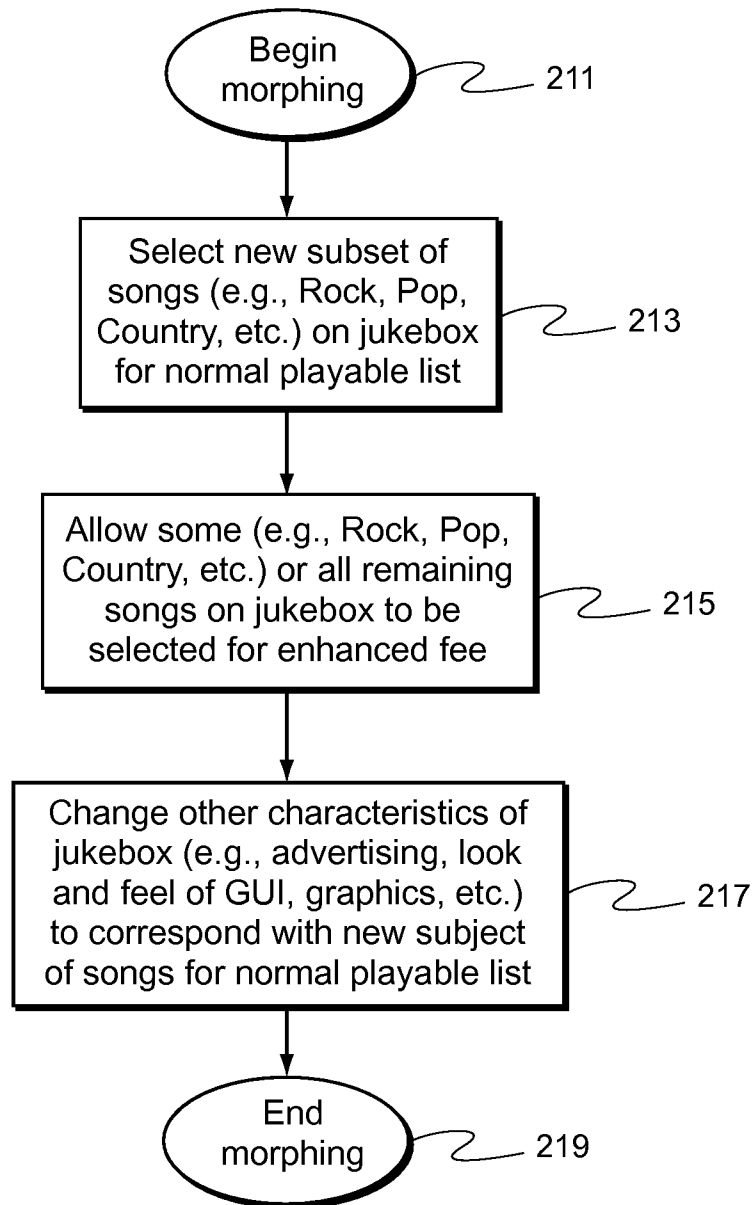 Begin
morphing
211
Select new subset of
songs (e.g., Rock, Pop,
Country, etc.) on jukebox
for normal playable list
213
Allow some (e.g., Rock, Pop,
Country, etc.) or all remaining
songs on jukebox to be
selected for enhanced fee
215
Change other characteristics of
jukebox (e.g., advertising, look
and feel of GUI, graphics, etc.)
to correspond with new subject
of songs for normal playable list
217
End
morphing
219